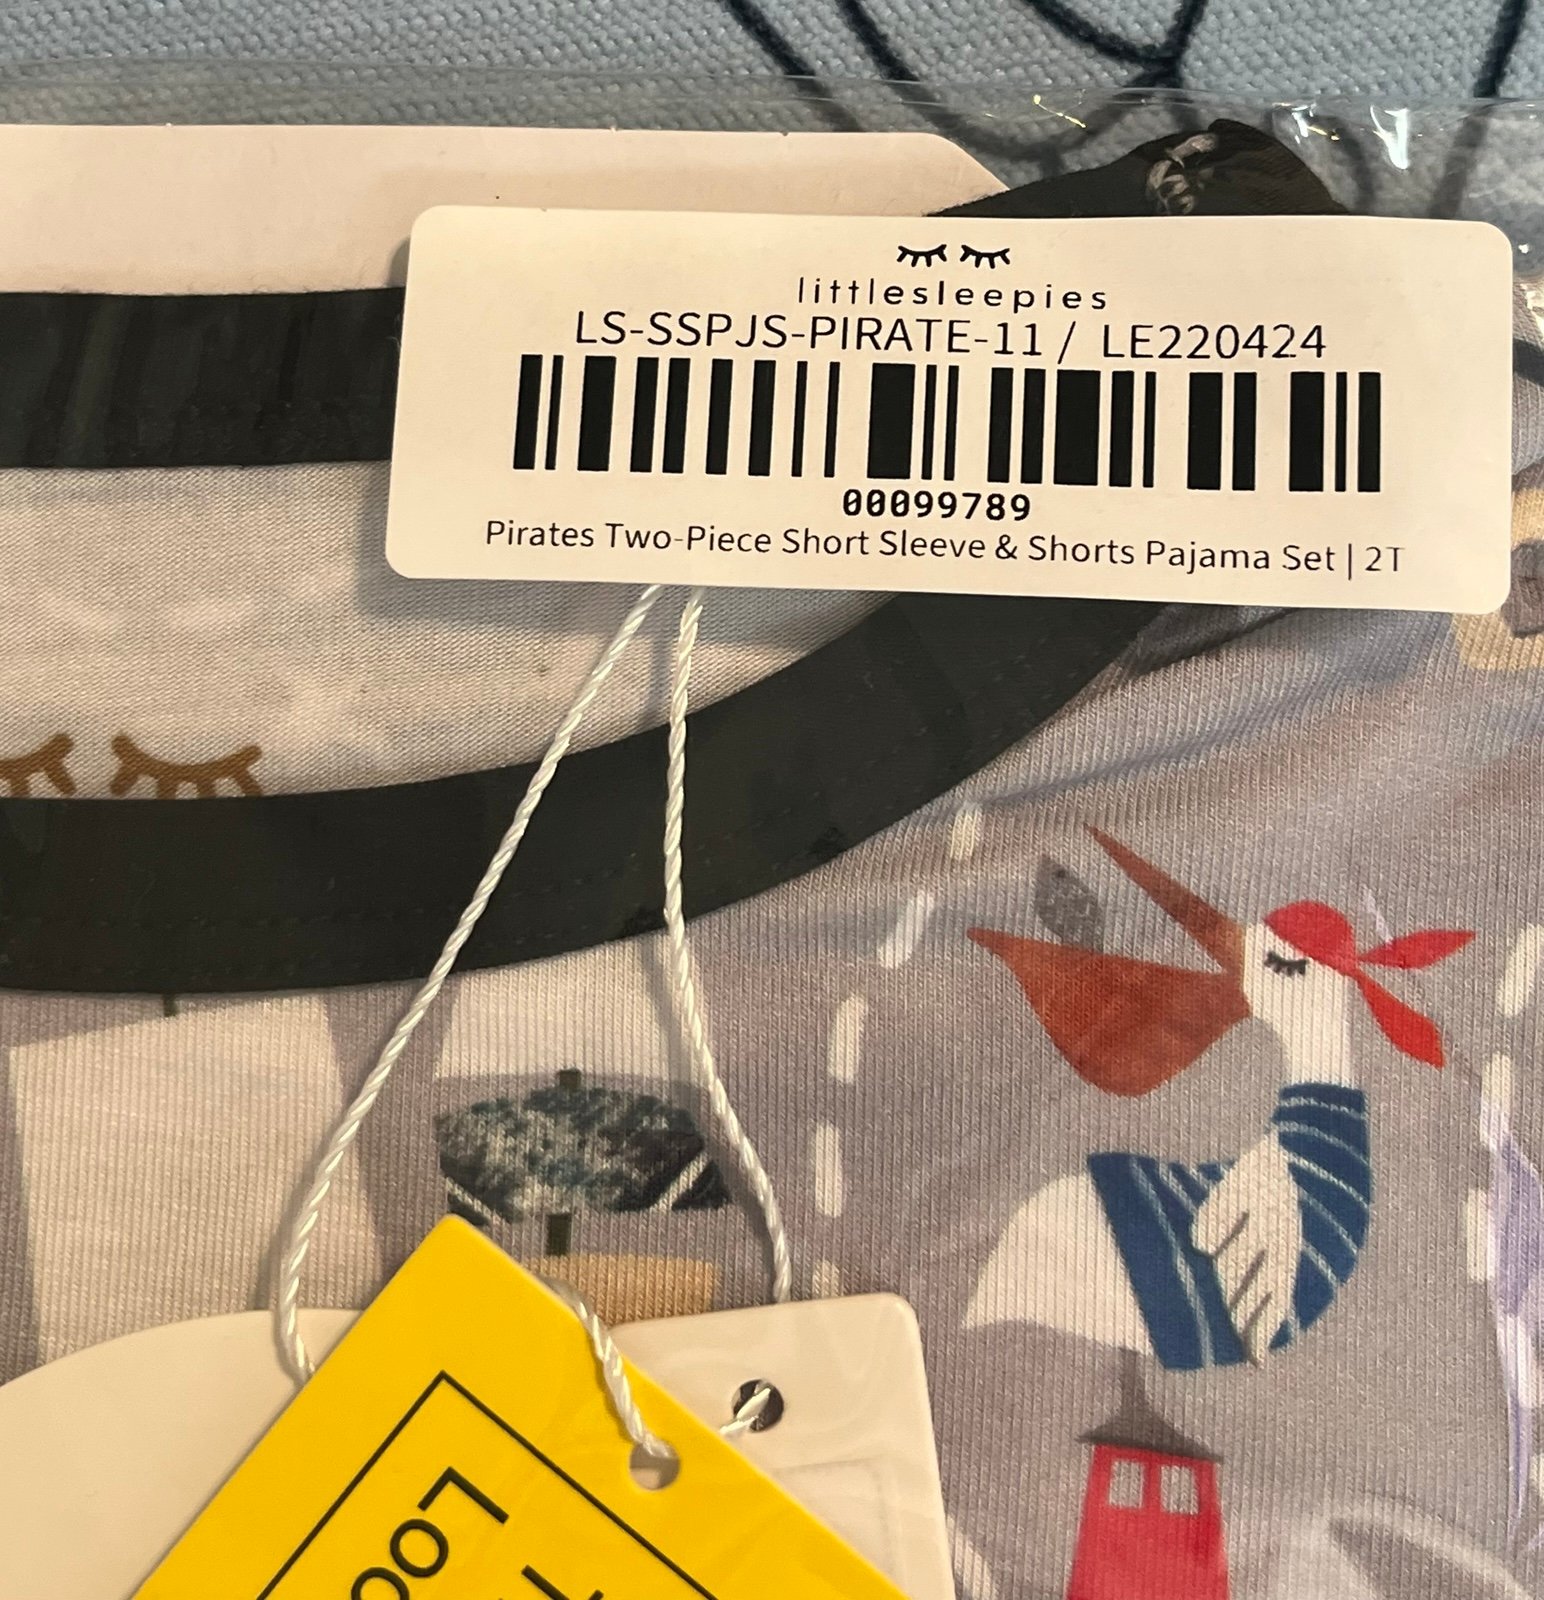 littlesleepies
LS-SSPJS-PIRATE-11 / LE220424
00099789
Pirates Two-Piece Short Sleeve & Shorts Pajama Set | 2T